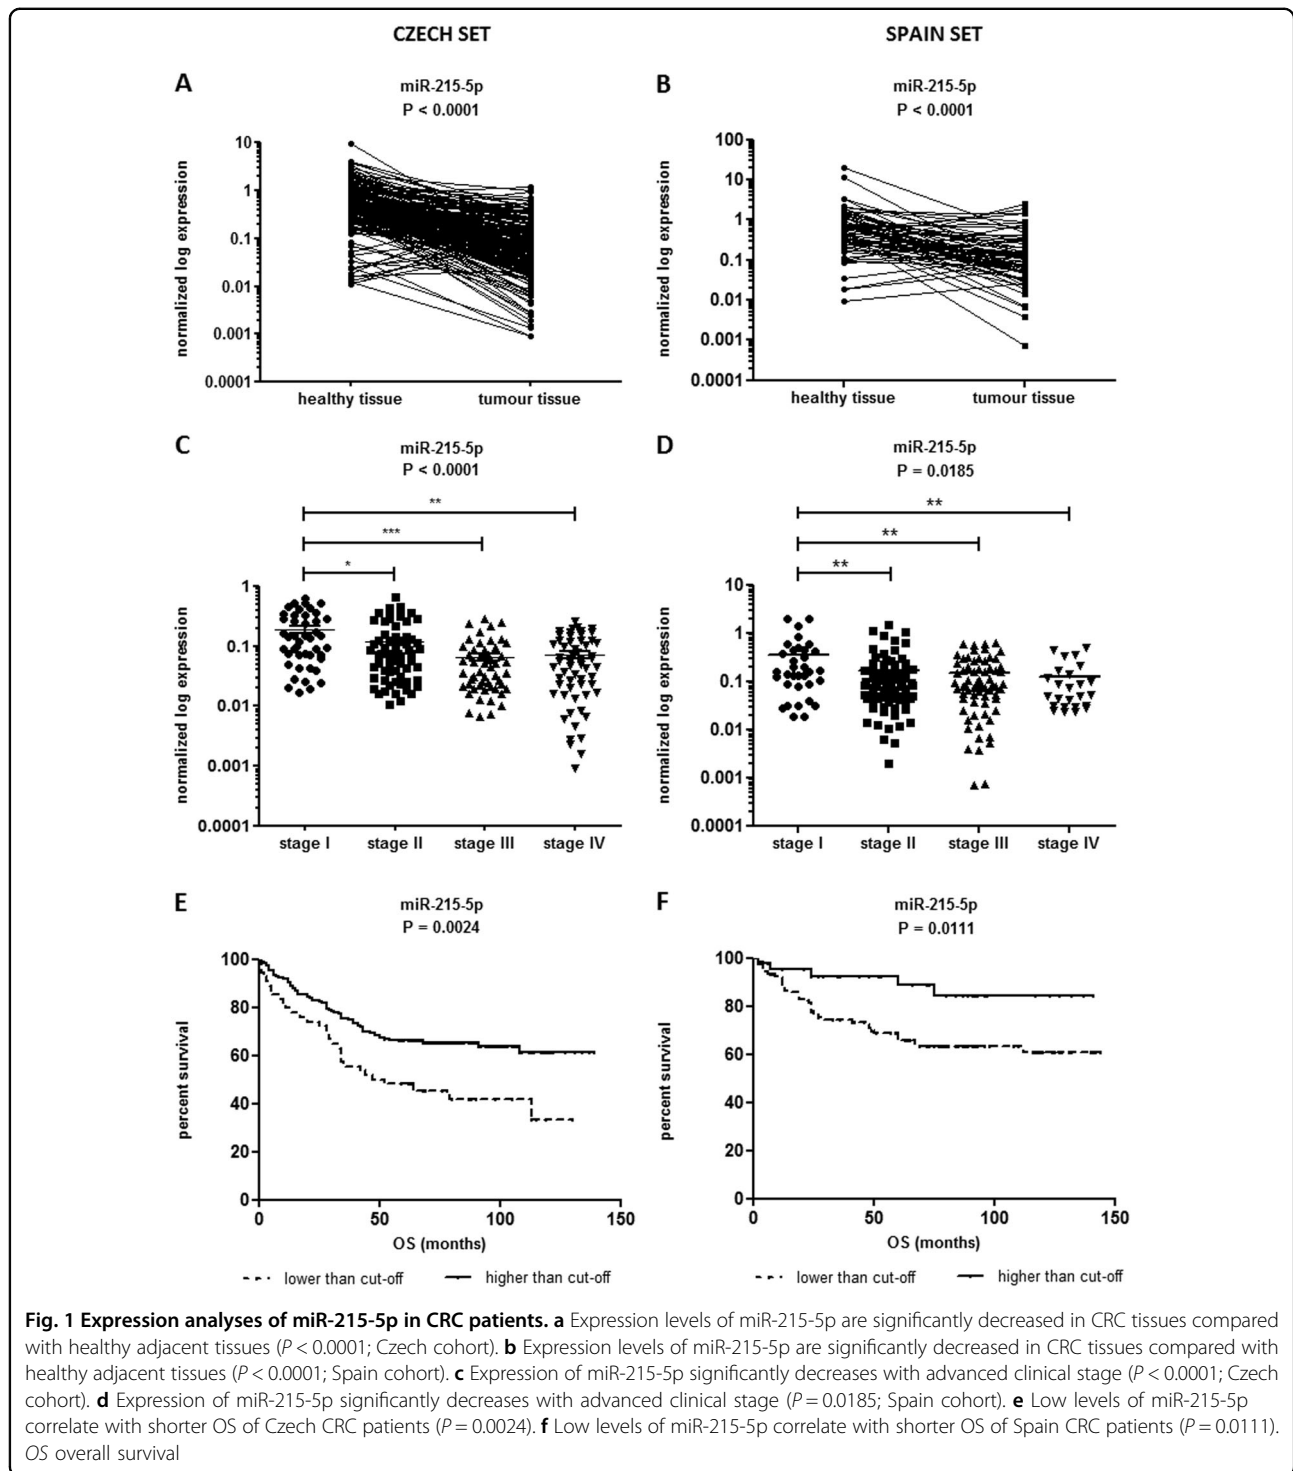 CZECH SET
SPAIN SET
A
miR-215-5p
P < 0.0001
normalized log expression
10
1
0.1
0.01
0.001
0.0001
healthy tissue
tumour tissue
B
miR-215-5p
P < 0.0001
normalized log expression
100
10
1
0.1
0.01
0.001
0.0001
healthy tissue
tumour tissue
C
miR-215-5p
P < 0.0001
**
***
*
normalized log expression
1
0.1
0.01
0.001
0.0001
stage I
stage II
stage III
stage IV
D
miR-215-5p
P = 0.0185
**
**
**
normalized log expression
10
1
0.1
0.01
0.001
0.0001
stage I
stage II
stage III
stage IV
E
miR-215-5p
P = 0.0024
percent survival
100
80
60
40
20
0
0
50
100
150
OS (months)
lower than cut-off
higher than cut-off
F
miR-215-5p
P = 0.0111
percent survival
100
80
60
40
20
0
0
50
100
150
OS (months)
lower than cut-off
higher than cut-off
Fig. 1 Expression analyses of miR-215-5p in CRC patients. a Expression levels of miR-215-5p are significantly decreased in CRC tissues compared
with healthy adjacent tissues (P < 0.0001; Czech cohort). b Expression levels of miR-215-5p are significantly decreased in CRC tissues compared with
healthy adjacent tissues (P < 0.0001; Spain cohort). c Expression of miR-215-5p significantly decreases with advanced clinical stage (P < 0.0001; Czech
cohort). d Expression of miR-215-5p significantly decreases with advanced clinical stage (P = 0.0185; Spain cohort). e Low levels of miR-215-5p
correlate with shorter OS of Czech CRC patients (P = 0.0024). f Low levels of miR-215-5p correlate with shorter OS of Spain CRC patients (P = 0.0111).
OS overall survival